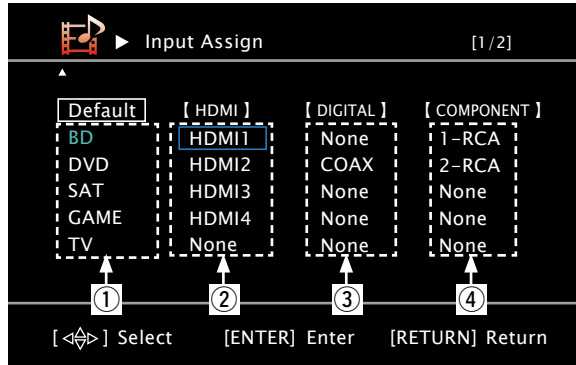 ▶ Input Assign [1/2]
▲
Default 【 HDMI 】 【 DIGITAL 】 【 COMPONENT 】
BD HDMI1 None 1-RCA
DVD HDMI2 COAX 2-RCA
SAT HDMI3 None None
GAME HDMI4 None None
TV None None None
① ② ③ ④
[◁△▽▷] Select [ENTER] Enter [RETURN] Return